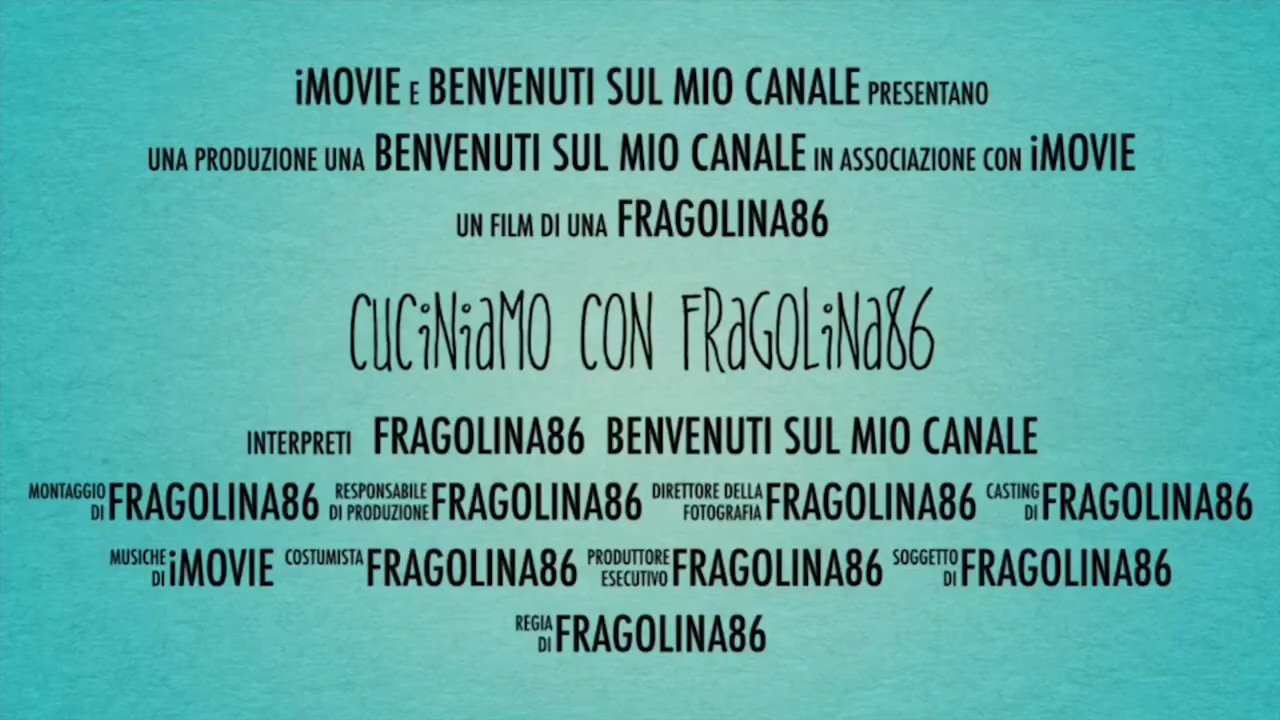 iMOVIE E BENVENUTI SUL MIO CANALE PRESENTANO
UNA PRODUZIONE UNA BENVENUTI SUL MIO CANALE IN ASSOCIAZIONE CON iMOVIE
UN FILM DI UNA FRAGOLINA86
CUCiNiaMO CON FRaGOLiNa86
INTERPRETI FRAGOLINA86 BENVENUTI SUL MIO CANALE
MONTAGGIO DI FRAGOLINA86 RESPONSABILE DI PRODUZIONE FRAGOLINA86 DIRETTORE DELLA FOTOGRAFIA FRAGOLINA86 CASTING DI FRAGOLINA86
MUSICHE DI iMOVIE COSTUMISTA FRAGOLINA86 PRODUTTORE ESECUTIVO FRAGOLINA86 SOGGETTO DI FRAGOLINA86
REGIA DI FRAGOLINA86